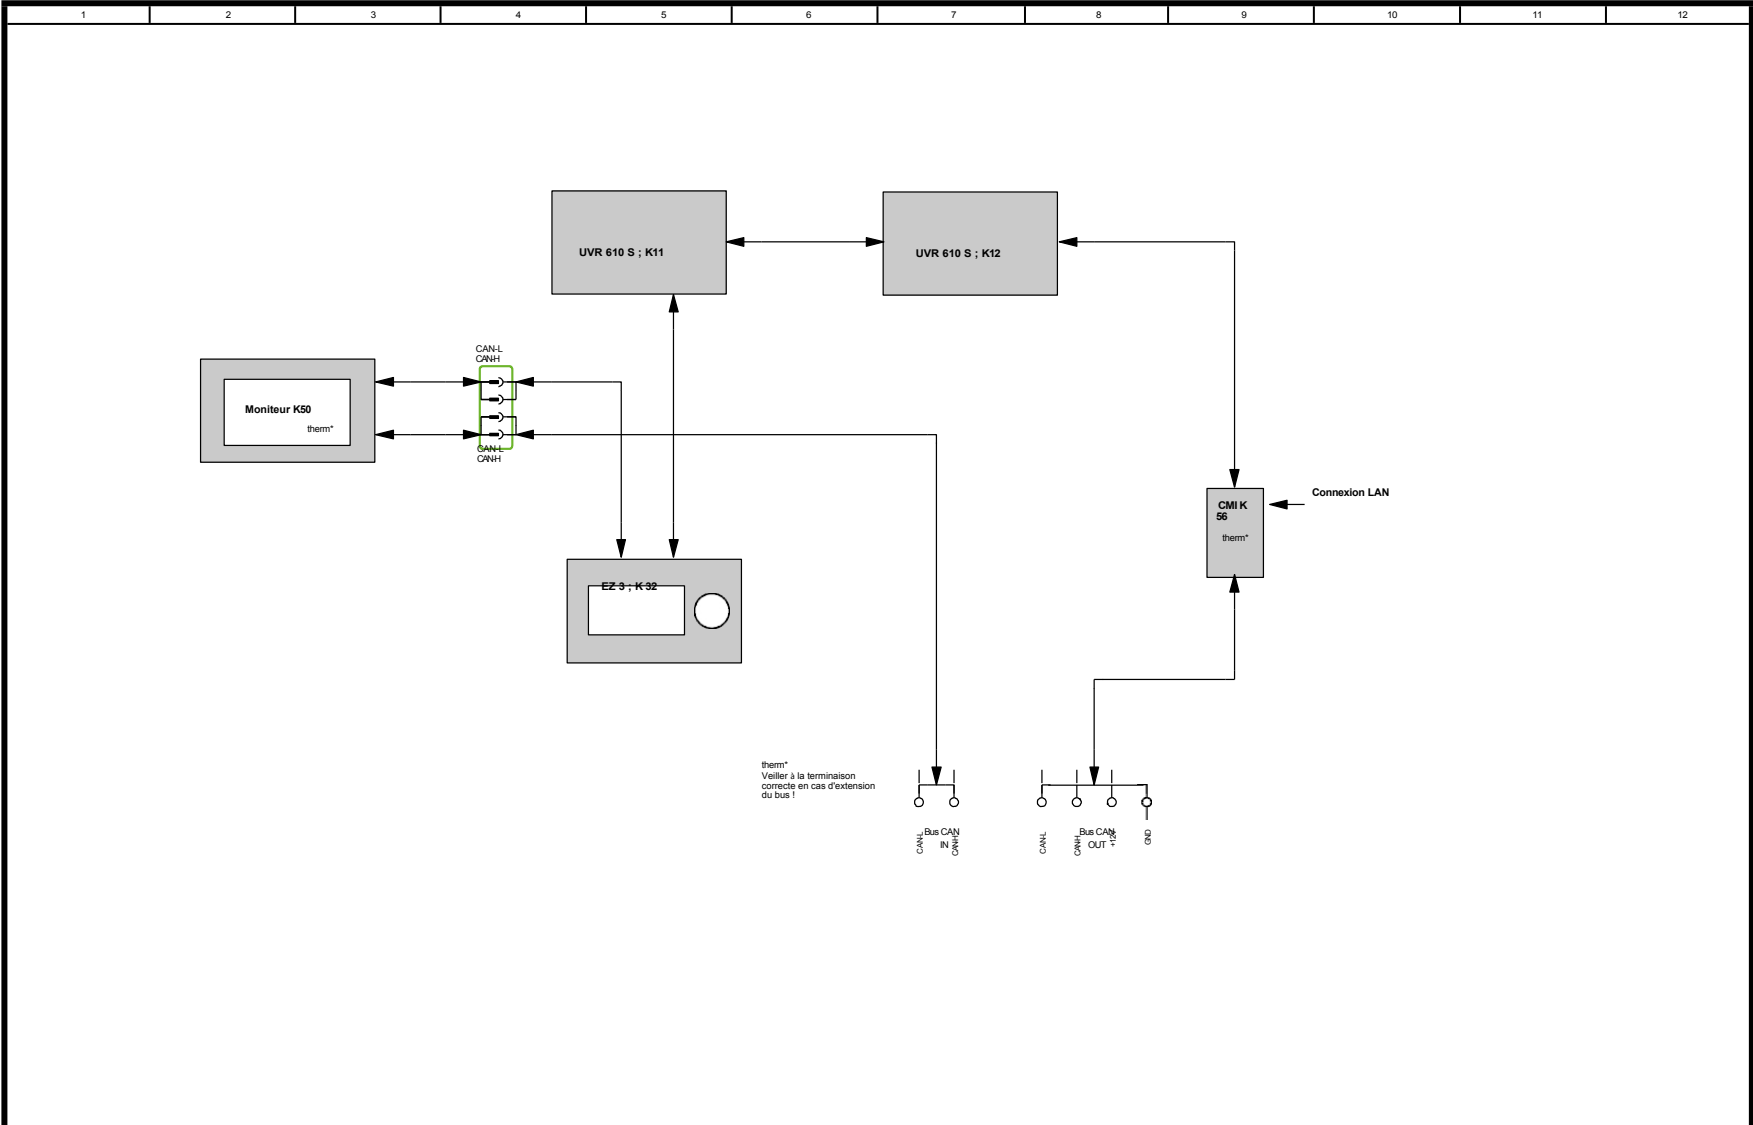 1 2 3 4 5 6 7 8 9 10 11 12
UVR 610 S ; K11
UVR 610 S ; K12
CAN-L
CAN-H
Moniteur K50
therm*
CAN-L
CAN-H
Connexion LAN
CMI K
56
therm*
EZ 3 ; K 32
therm*
Veiller à la terminaison
correcte en cas d'extension
du bus !
Bus CAN
IN
CAN-L
CAN-H
Bus CAN
OUT
CAN-L
CAN-H
+12V
GND